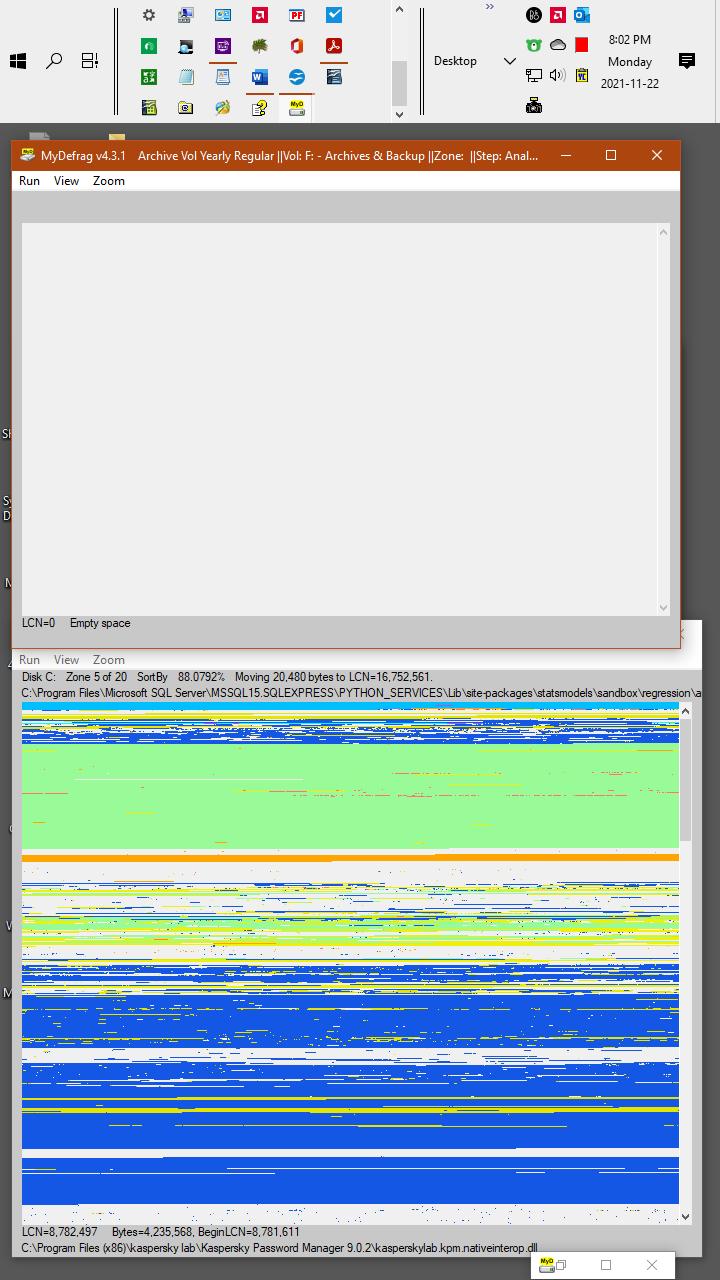 8:02 PM
Desktop
Monday
2021-11-22
MyDefrag v4.3.1 Archive Vol Yearly Regular ||Vol: F: - Archives & Backup ||Zone: ||Step: Anal...
Run View Zoom
LCN=0 Empty space
Run View Zoom
Disk C: Zone 5 of 20 SortBy 88.0792% Moving 20,480 bytes to LCN=16,752,561.
C:\Program Files\Microsoft SQL Server\MSSQL15.SQLEXPRESS\PYTHON_SERVICES\Lib\site-packages\statsmodels\sandbox\regression\a
LCN=8,782,497 Bytes=4,235,568, BeginLCN=8,781,611
C:\Program Files (x86)\kaspersky lab\Kaspersky Password Manager 9.0.2\kasperskylab.kpm.nativeinterop.dll